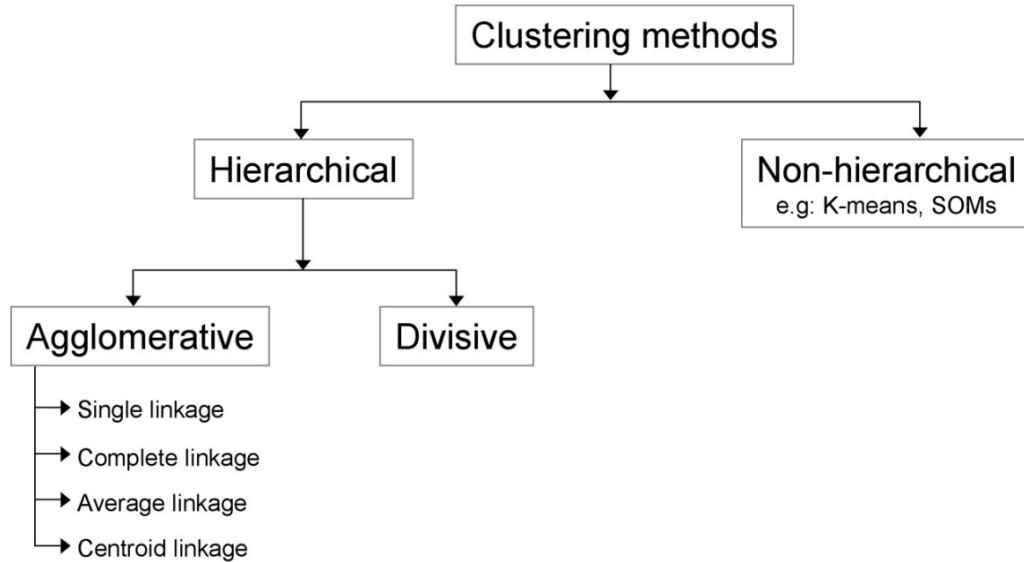 Clustering methods
Hierarchical
Non-hierarchical
e.g: K-means, SOMs
Agglomerative
Divisive
Single linkage
Complete linkage
Average linkage
Centroid linkage